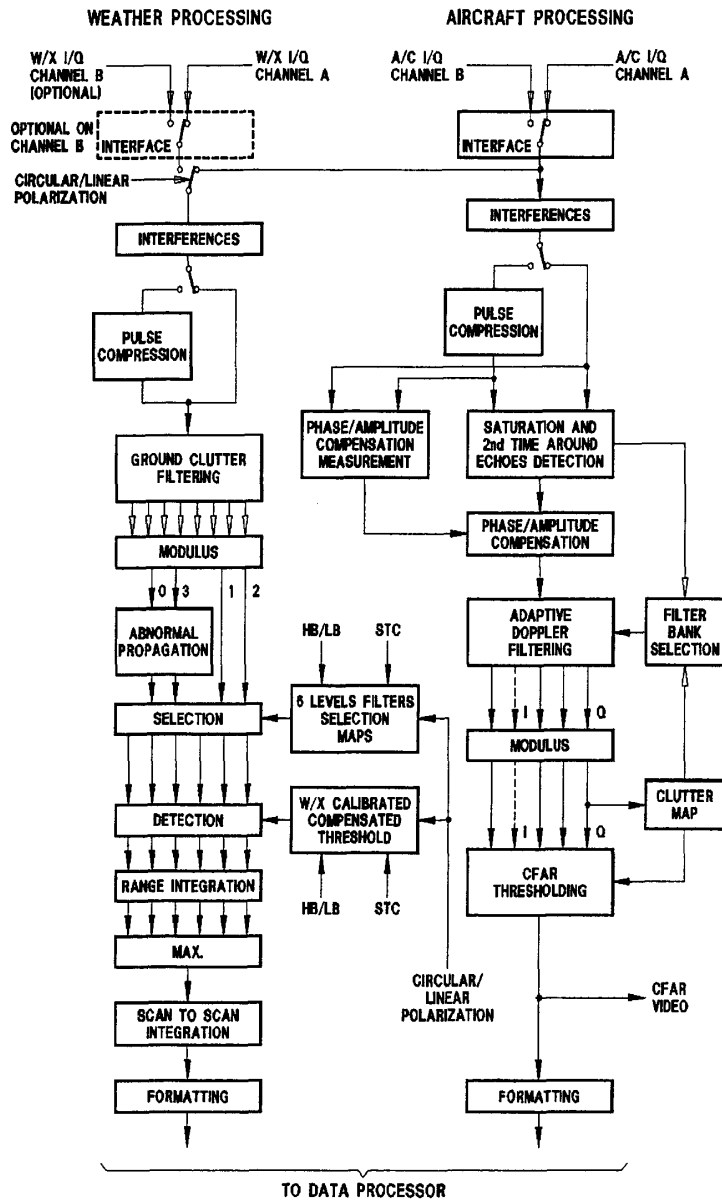 WEATHER PROCESSING
AIRCRAFT PROCESSING
W/X I/Q
CHANNEL B
(OPTIONAL)
W/X I/Q
CHANNEL A
A/C I/Q
CHANNEL B
A/C I/Q
CHANNEL A
OPTIONAL ON
CHANNEL B
INTERFACE
INTERFACE
CIRCULAR/LINEAR
POLARIZATION
INTERFERENCES
INTERFERENCES
PULSE
COMPRESSION
PULSE
COMPRESSION
GROUND CLUTTER
FILTERING
PHASE/AMPLITUDE
COMPENSATION
MEASUREMENT
SATURATION AND
2nd TIME AROUND
ECHOES DETECTION
PHASE/AMPLITUDE
COMPENSATION
MODULUS
0 3 1 2
ABNORMAL
PROPAGATION
HB/LB STC
ADAPTIVE
DOPPLER
FILTERING
FILTER
BANK
SELECTION
SELECTION
6 LEVELS FILTERS
SELECTION
MAPS
I Q
MODULUS
DETECTION
W/X CALIBRATED
COMPENSATED
THRESHOLD
CLUTTER
MAP
I Q
RANGE INTEGRATION
HB/LB STC
CFAR
THRESHOLDING
MAX.
CIRCULAR/
LINEAR
POLARIZATION
CFAR
VIDEO
SCAN TO SCAN
INTEGRATION
FORMATTING
FORMATTING
TO DATA PROCESSOR